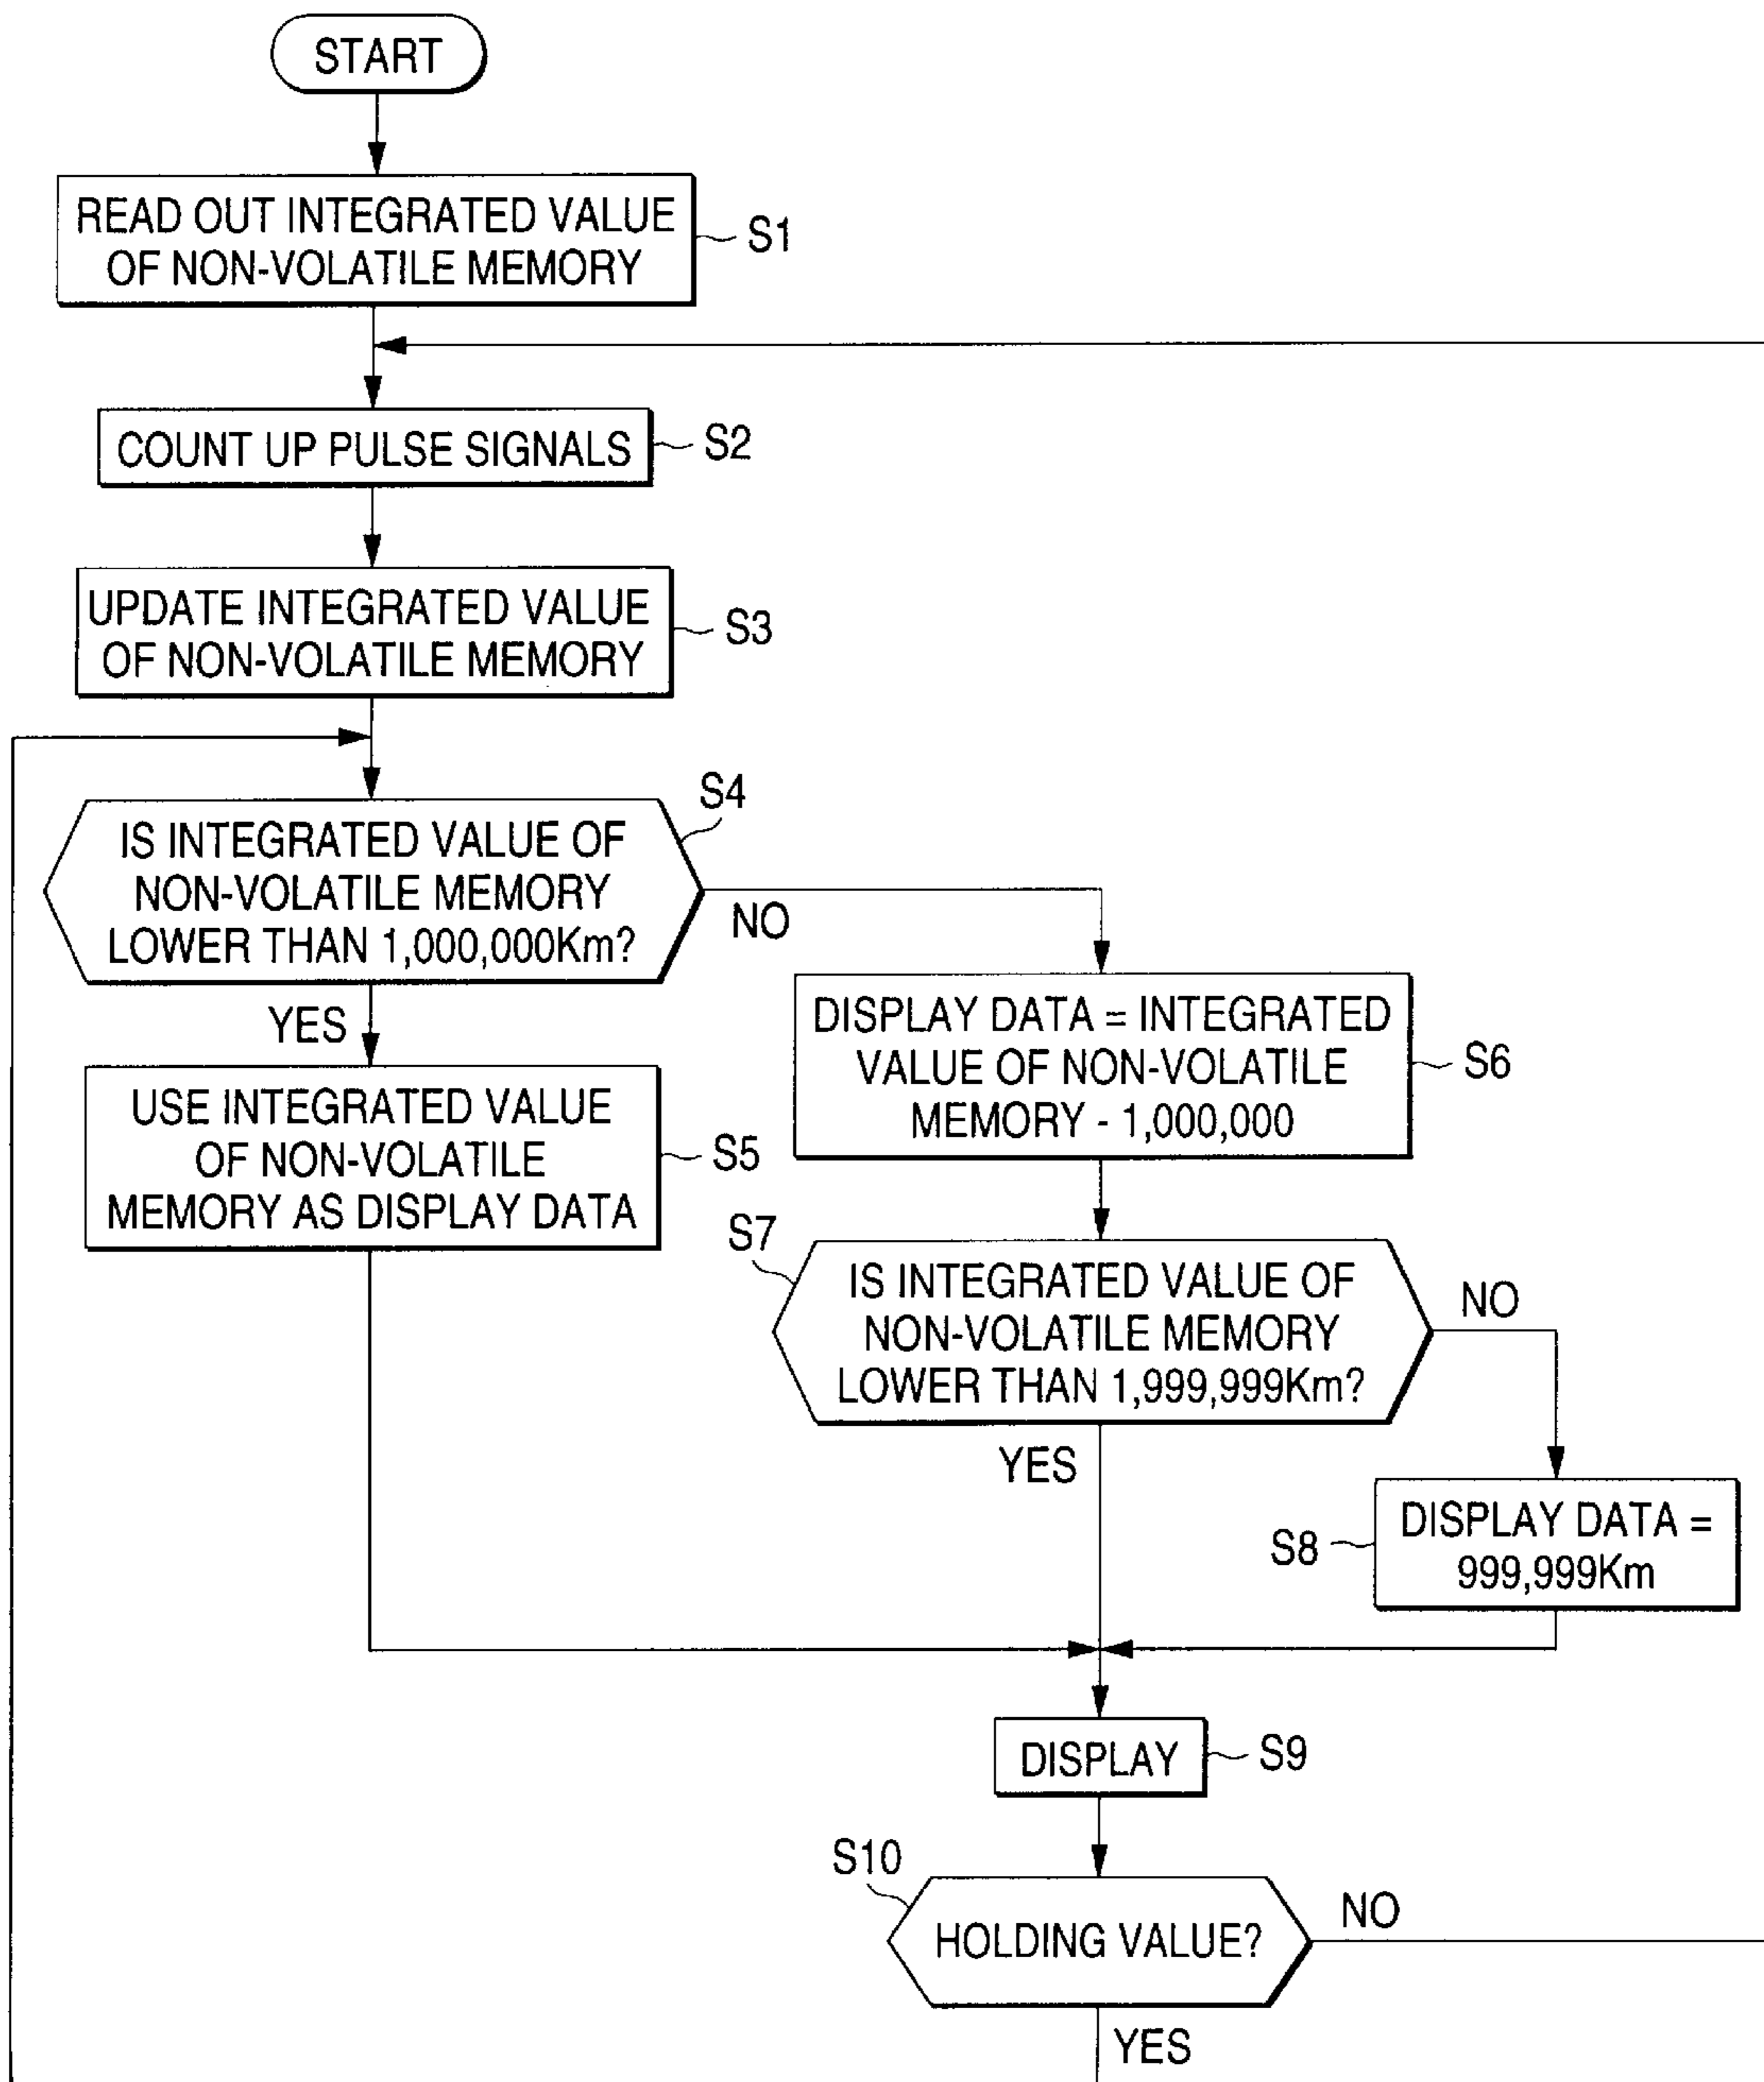 START
READ OUT INTEGRATED VALUE
OF NON-VOLATILE MEMORY
S1
COUNT UP PULSE SIGNALS
S2
UPDATE INTEGRATED VALUE
OF NON-VOLATILE MEMORY
S3
S4
IS INTEGRATED VALUE OF
NON-VOLATILE MEMORY
LOWER THAN 1,000,000Km?
NO
YES
USE INTEGRATED VALUE
OF NON-VOLATILE
MEMORY AS DISPLAY DATA
S5
DISPLAY DATA = INTEGRATED
VALUE OF NON-VOLATILE
MEMORY - 1,000,000
S6
S7
IS INTEGRATED VALUE OF
NON-VOLATILE MEMORY
LOWER THAN 1,999,999Km?
NO
YES
S8
DISPLAY DATA =
999,999Km
DISPLAY
S9
S10
HOLDING VALUE?
NO
YES